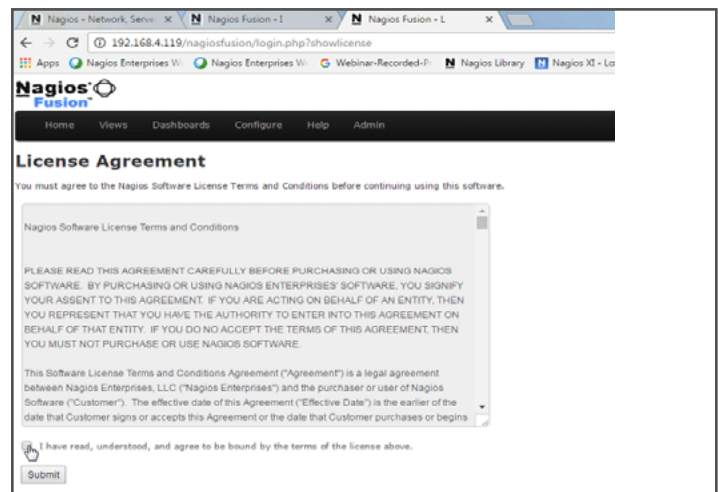 Nagios - Network, Serve
Nagios Fusion - I
Nagios Fusion - L
192.168.4.119/nagiosfusion/login.php?showlicense
Apps
Nagios Enterprises W
Nagios Enterprises W
Webinar-Recorded-P
Nagios Library
Nagios XI - Lo
Nagios
Fusion
Home Views Dashboards Configure Help Admin
License Agreement
You must agree to the Nagios Software License Terms and Conditions before continuing using this software.
Nagios Software License Terms and Conditions
PLEASE READ THIS AGREEMENT CAREFULLY BEFORE PURCHASING OR USING NAGIOS
SOFTWARE. BY PURCHASING OR USING NAGIOS ENTERPRISES' SOFTWARE, YOU SIGNIFY
YOUR ASSENT TO THIS AGREEMENT. IF YOU ARE ACTING ON BEHALF OF AN ENTITY, THEN
YOU REPRESENT THAT YOU HAVE THE AUTHORITY TO ENTER INTO THIS AGREEMENT ON
BEHALF OF THAT ENTITY. IF YOU DO NO ACCEPT THE TERMS OF THIS AGREEMENT, THEN
YOU MUST NOT PURCHASE OR USE NAGIOS SOFTWARE.
This Software License Terms and Conditions Agreement ("Agreement") is a legal agreement
between Nagios Enterprises, LLC ("Nagios Enterprises") and the purchaser or user of Nagios
Software ("Customer"). The effective date of this Agreement ("Effective Date") is the earlier of the
date that Customer signs or accepts this Agreement or the date that Customer purchases or begins
I have read, understood, and agree to be bound by the terms of the license above.
Submit